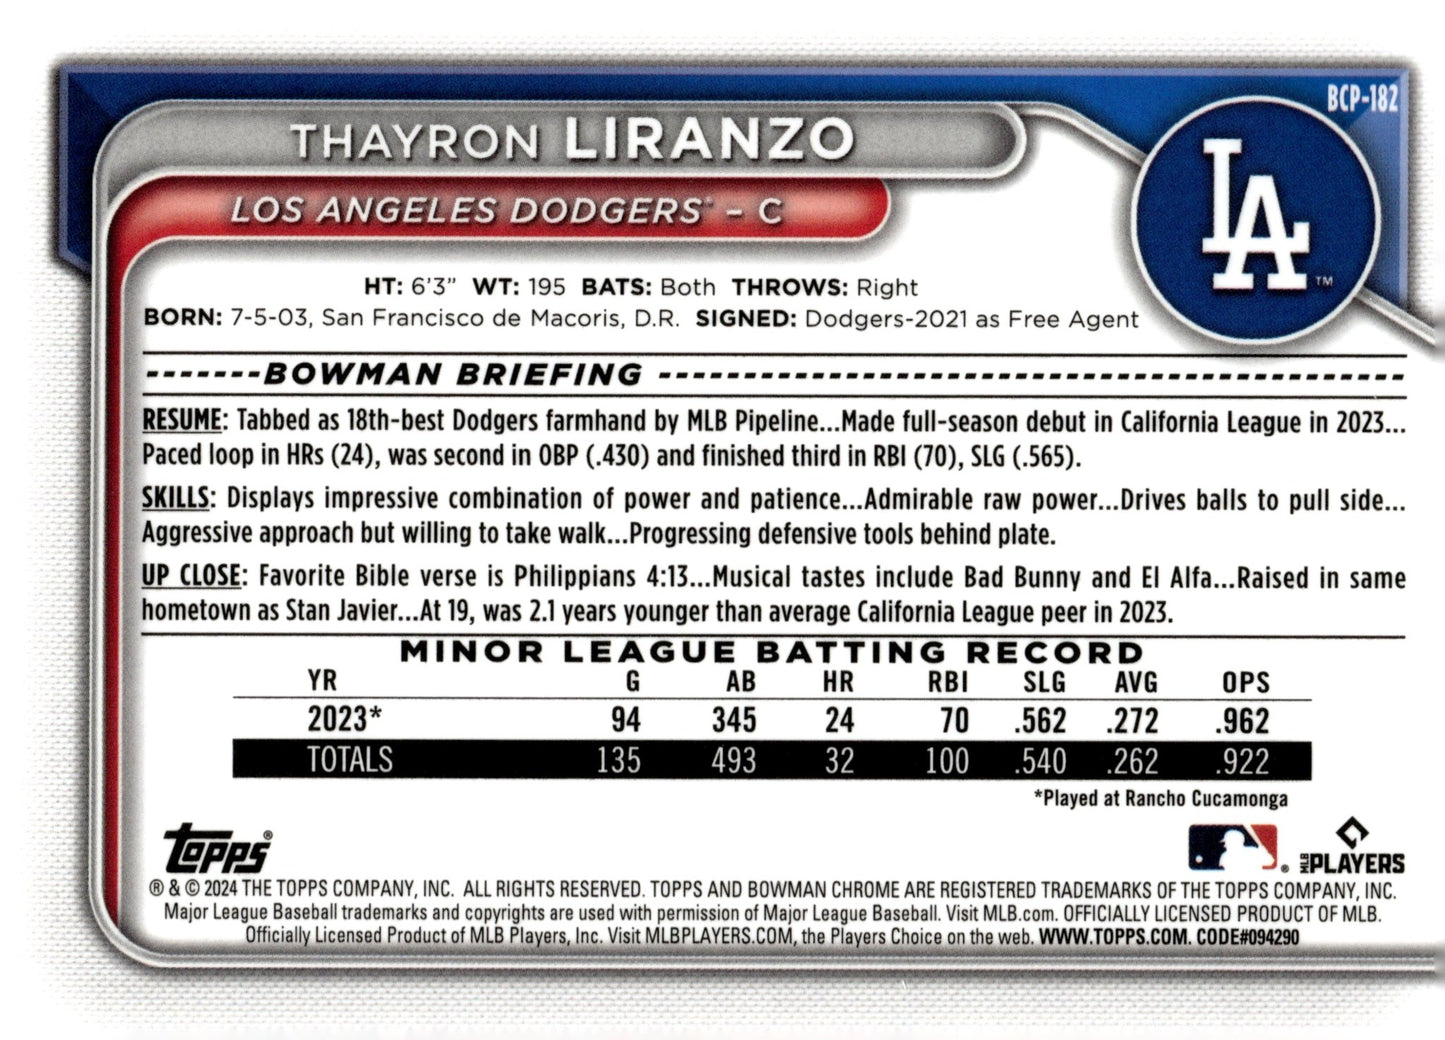 BCP-182
THAYRON LIRANZO
LOS ANGELES DODGERS - C
LA ™
HT: 6'3" WT: 195 BATS: Both THROWS: Right
BORN: 7-5-03, San Francisco de Macoris, D.R. SIGNED: Dodgers-2021 as Free Agent
-------BOWMAN BRIEFING ----------------------------------------
RESUME: Tabbed as 18th-best Dodgers farmhand by MLB Pipeline...Made full-season debut in California League in 2023...
Paced loop in HRs (24), was second in OBP (.430) and finished third in RBI (70), SLG (.565).
SKILLS: Displays impressive combination of power and patience...Admirable raw power...Drives balls to pull side...
Aggressive approach but willing to take walk...Progressing defensive tools behind plate.
UP CLOSE: Favorite Bible verse is Philippians 4:13...Musical tastes include Bad Bunny and El Alfa...Raised in same
hometown as Stan Javier...At 19, was 2.1 years younger than average California League peer in 2023.
MINOR LEAGUE BATTING RECORD
YR G AB HR RBI SLG AVG OPS
2023* 94 345 24 70 .562 .272 .962
TOTALS 135 493 32 100 .540 .262 .922
*Played at Rancho Cucamonga
Topps®
® MLB PLAYERS
® & © 2024 THE TOPPS COMPANY, INC. ALL RIGHTS RESERVED. TOPPS AND BOWMAN CHROME ARE REGISTERED TRADEMARKS OF THE TOPPS COMPANY, INC.
Major League Baseball trademarks and copyrights are used with permission of Major League Baseball. Visit MLB.com. OFFICIALLY LICENSED PRODUCT OF MLB.
Officially Licensed Product of MLB Players, Inc. Visit MLBPLAYERS.COM, the Players Choice on the web. WWW.TOPPS.COM. CODE#094290